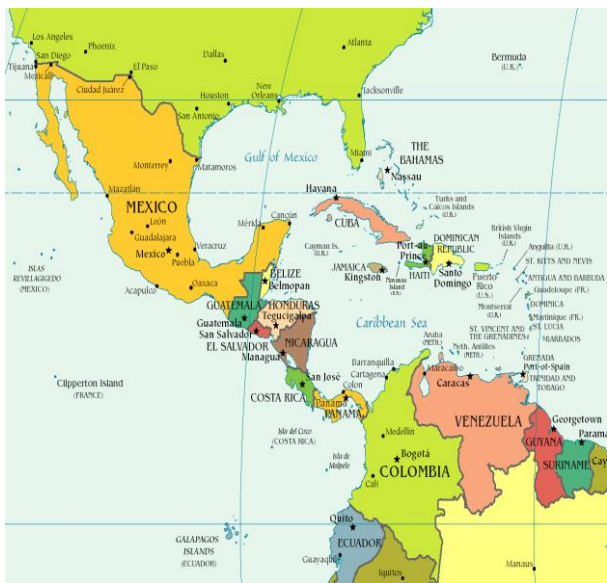 Los Angeles
San Diego
Phoenix
Tijuana
Mexicali
El Paso
Ciudad Juárez
Dallas
Atlanta
Bermuda
(U.K.)
Houston
New
Orleans
San Antonio
Jacksonville
Monterrey
Matamoros
Gulf of Mexico
Miami
THE
BAHAMAS
Nassau
Mazatlán
Havana
MEXICO
CUBA
Turks and
Caicos Islands
(U.K.)
León
Guadalajara
Mexico
Puebla
Veracruz
Mérida
Cancún
Cayman Is.
(U.K.)
Port-au
Prince
DOMINICAN
REPUBLIC
British Virgin
Islands
(U.K.)
Anguilla (U.K.)
ISLAS
REVILLAGIGEDO
(MEXICO)
Acapulco
Oaxaca
BELIZE
Belmopan
JAMAICA
Kingston
Navassa
Island
(U.S.)
HAITI
Santo
Domingo
Puerto
Rico
(U.S.)
ST. KITTS AND NEVIS
ANTIGUA AND BARBUDA
Guadeloupe (FR.)
Montserrat
(U.K.)
DOMINICA
Martinique (FR.)
ST. LUCIA
BARBADOS
GUATEMALA
Guatemala
HONDURAS
Tegucigalpa
San Salvador
EL SALVADOR
Managua
NICARAGUA
Caribbean Sea
ST. VINCENT AND
THE GRENADINES
Aruba
(NETH.)
Neth. Antilles
(NETH.)
GRENADA
Port-of-Spain
TRINIDAD AND
TOBAGO
Clipperton Island
(FRANCE)
San José
COSTA RICA
Colon
Panama
PANAMA
Barranquilla
Cartagena
Maracaibo
Caracas
VENEZUELA
Georgetown
GUYANA
Parama
SURINAME
Cay
Isla del Coco
(COSTA RICA)
Isla de
Malpelo
Medellín
Bogotá
COLOMBIA
Cali
GALAPAGOS
ISLANDS
(ECUADOR)
Quito
ECUADOR
Guayaquil
Iquitos
Manaus